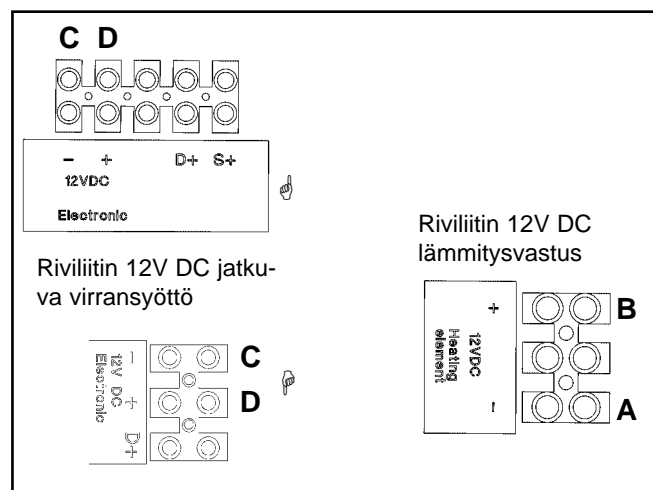 C D
– + D+ S+
12VDC
Electronic
Riviliitin 12V DC jatku-
va virransyöttö
– + D+
12V DC
Electronic
C
D
Riviliitin 12V DC
lämmitysvastus
+ –
12VDC
Heating
element
B
A